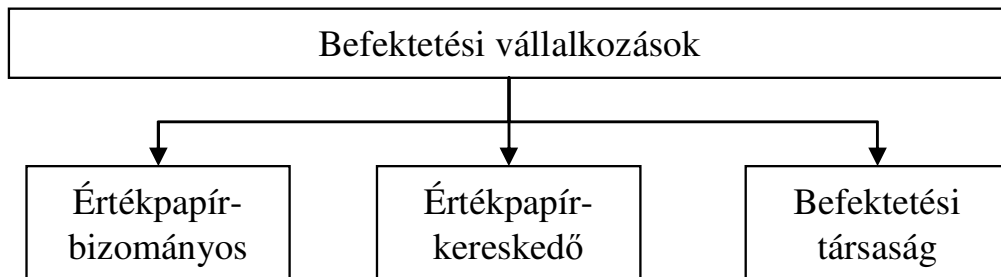 Befektetési vállalkozások
Értékpapír-
bizományos
Értékpapír-
kereskedő
Befektetési
társaság